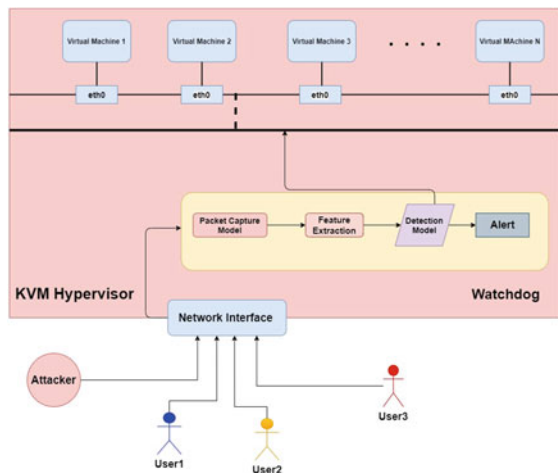 Virtual Machine 1
Virtual Machine 2
Virtual Machine 3
Virtual MAchine N
eth0
eth0
eth0
eth0
Packet Capture
Model
Feature
Extraction
Detection
Model
Alert
KVM Hypervisor
Watchdog
Network Interface
Attacker
User1
User2
User3